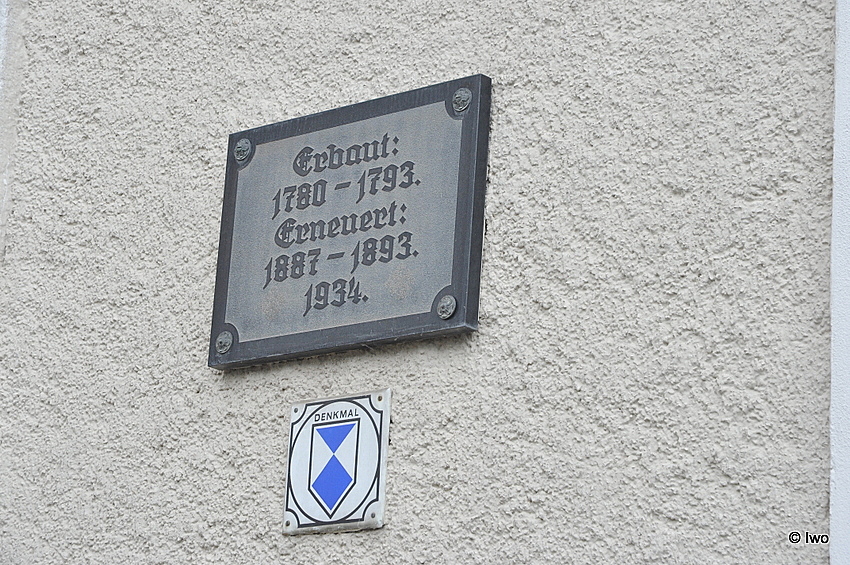 Erbaut:
1780 – 1793.
Erneuert:
1887 – 1893.
1934.
DENKMAL
© Iwo